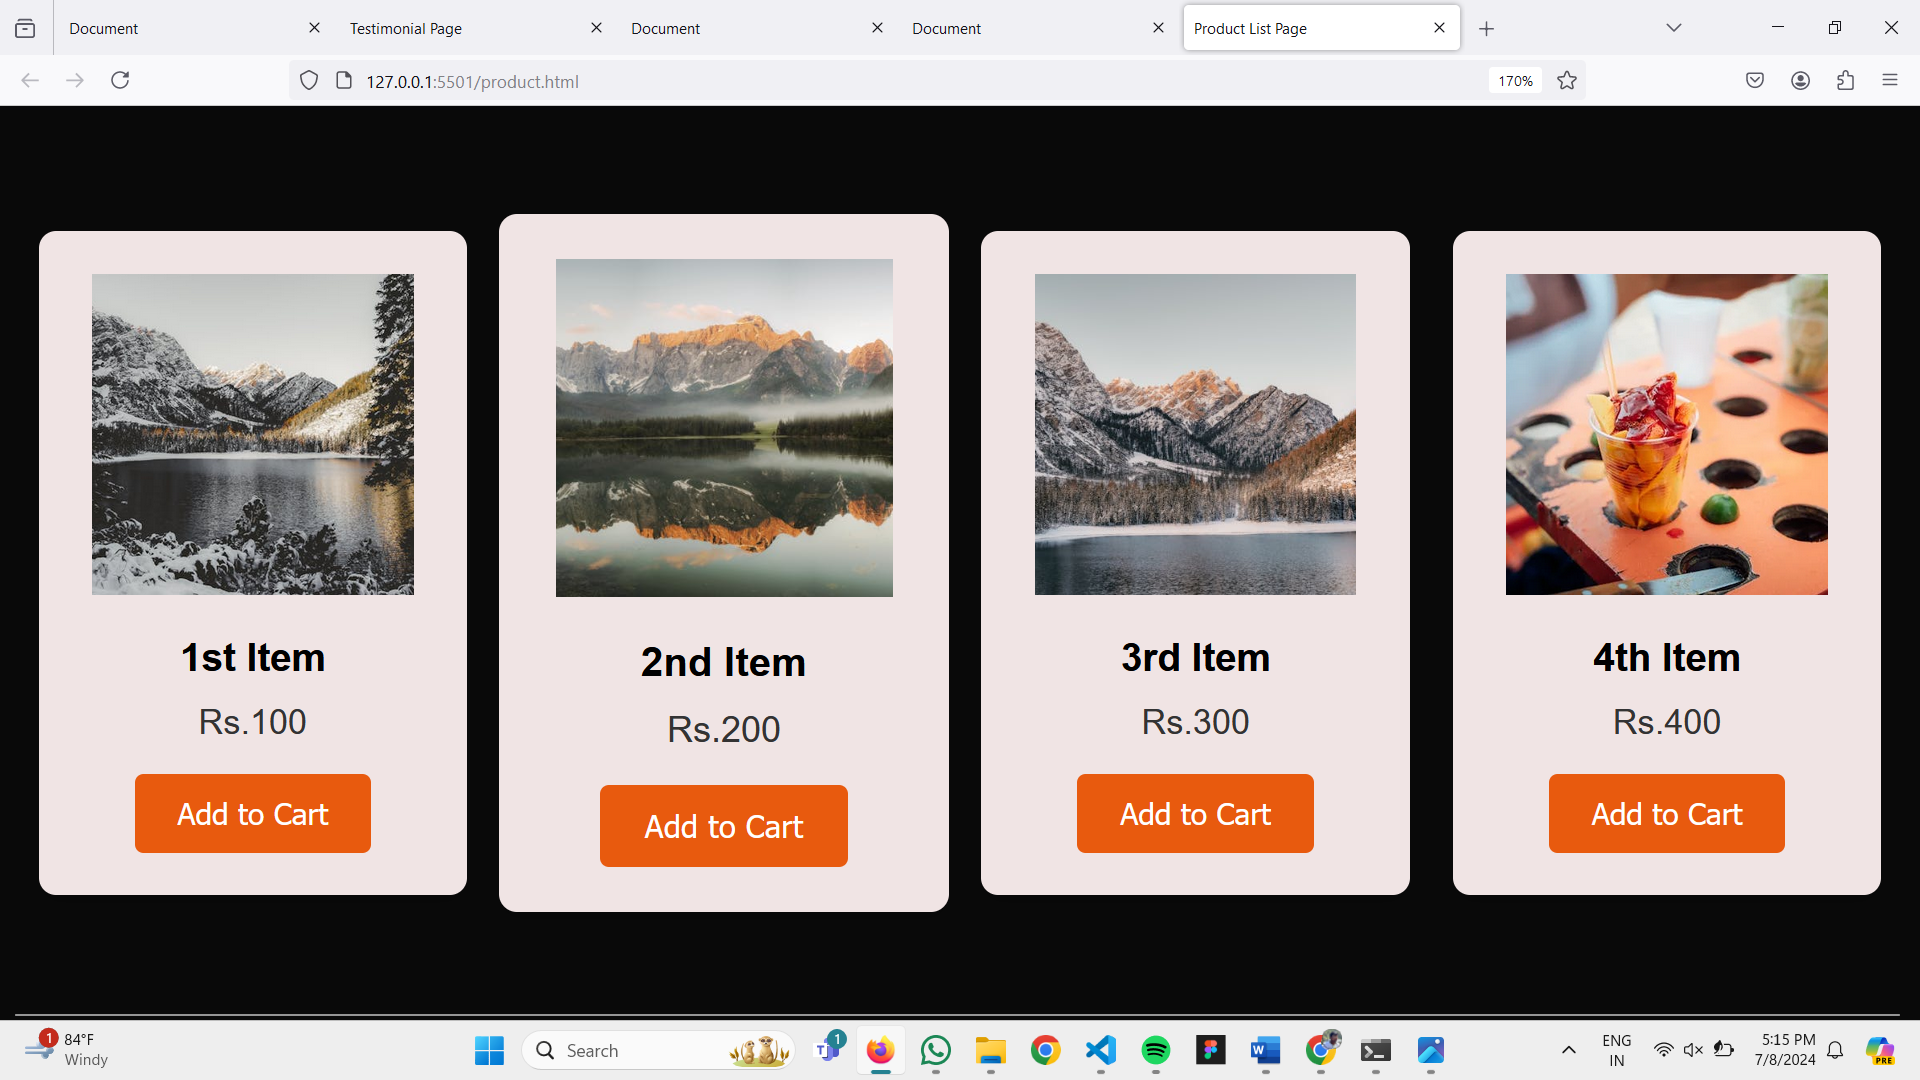 Document
Testimonial Page
Document
Document
Product List Page
127.0.0.1:5501/product.html
170%
1st Item
Rs.100
Add to Cart
2nd Item
Rs.200
Add to Cart
3rd Item
Rs.300
Add to Cart
4th Item
Rs.400
Add to Cart
1
84°F
Windy
Search
T
1
W
ENG
IN
5:15 PM
7/8/2024
PRE